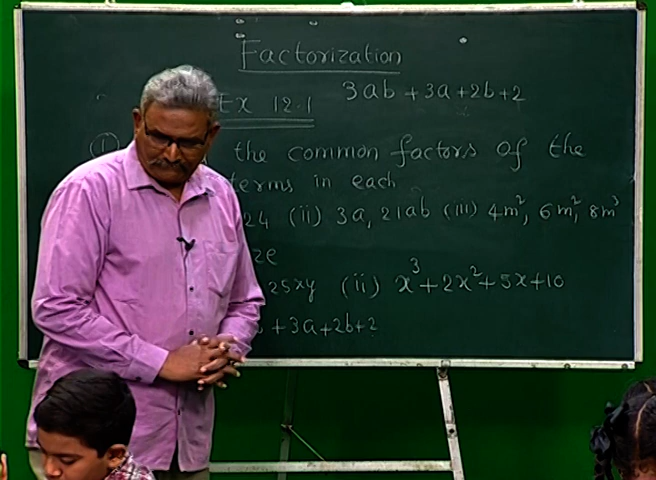 Factorization
Ex 12.1 3ab + 3a + 2b + 2
① the common factors of the
terms in each
24 (ii) 3a, 21ab (iii) 4m², 6m², 8m³
ze
25xy (ii) x³ + 2x² + 5x + 10
+ 3a + 2b + 2